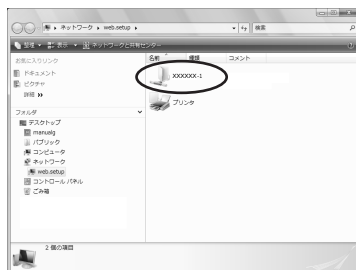 ネットワーク ▸ web.setup ▸
検索
整理 ▼ 表示 ▼ ネットワークと共有センター
お気に入りリンク
ドキュメント
ピクチャ
詳細 ▸▸
フォルダ
デスクトップ
manualg
パブリック
コンピュータ
ネットワーク
web.setup
コントロール パネル
ごみ箱
名前 種類 コメント
XXXXXX-1
プリンタ
2 個の項目